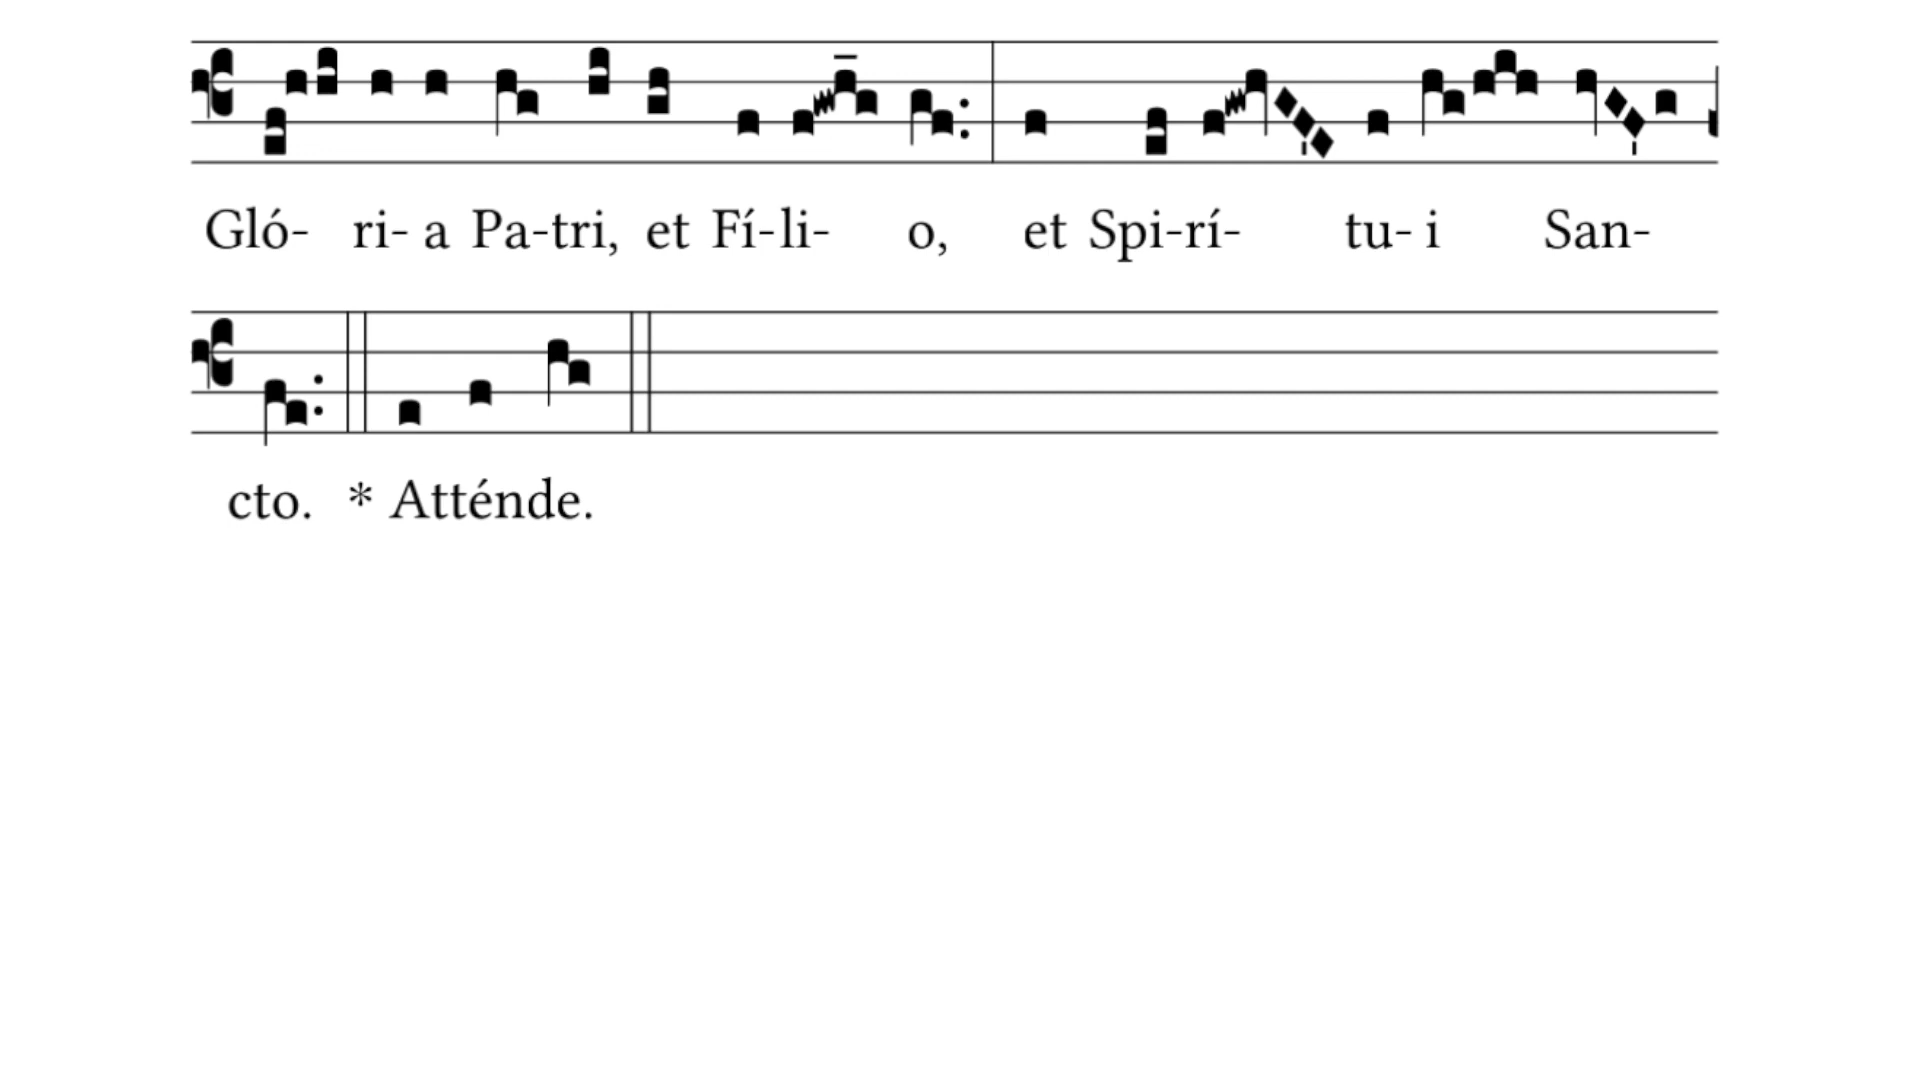 Gló- ri- a Pa-tri, et Fí-li- o, et Spi-rí- tu- i San-
cto. * Atténde.